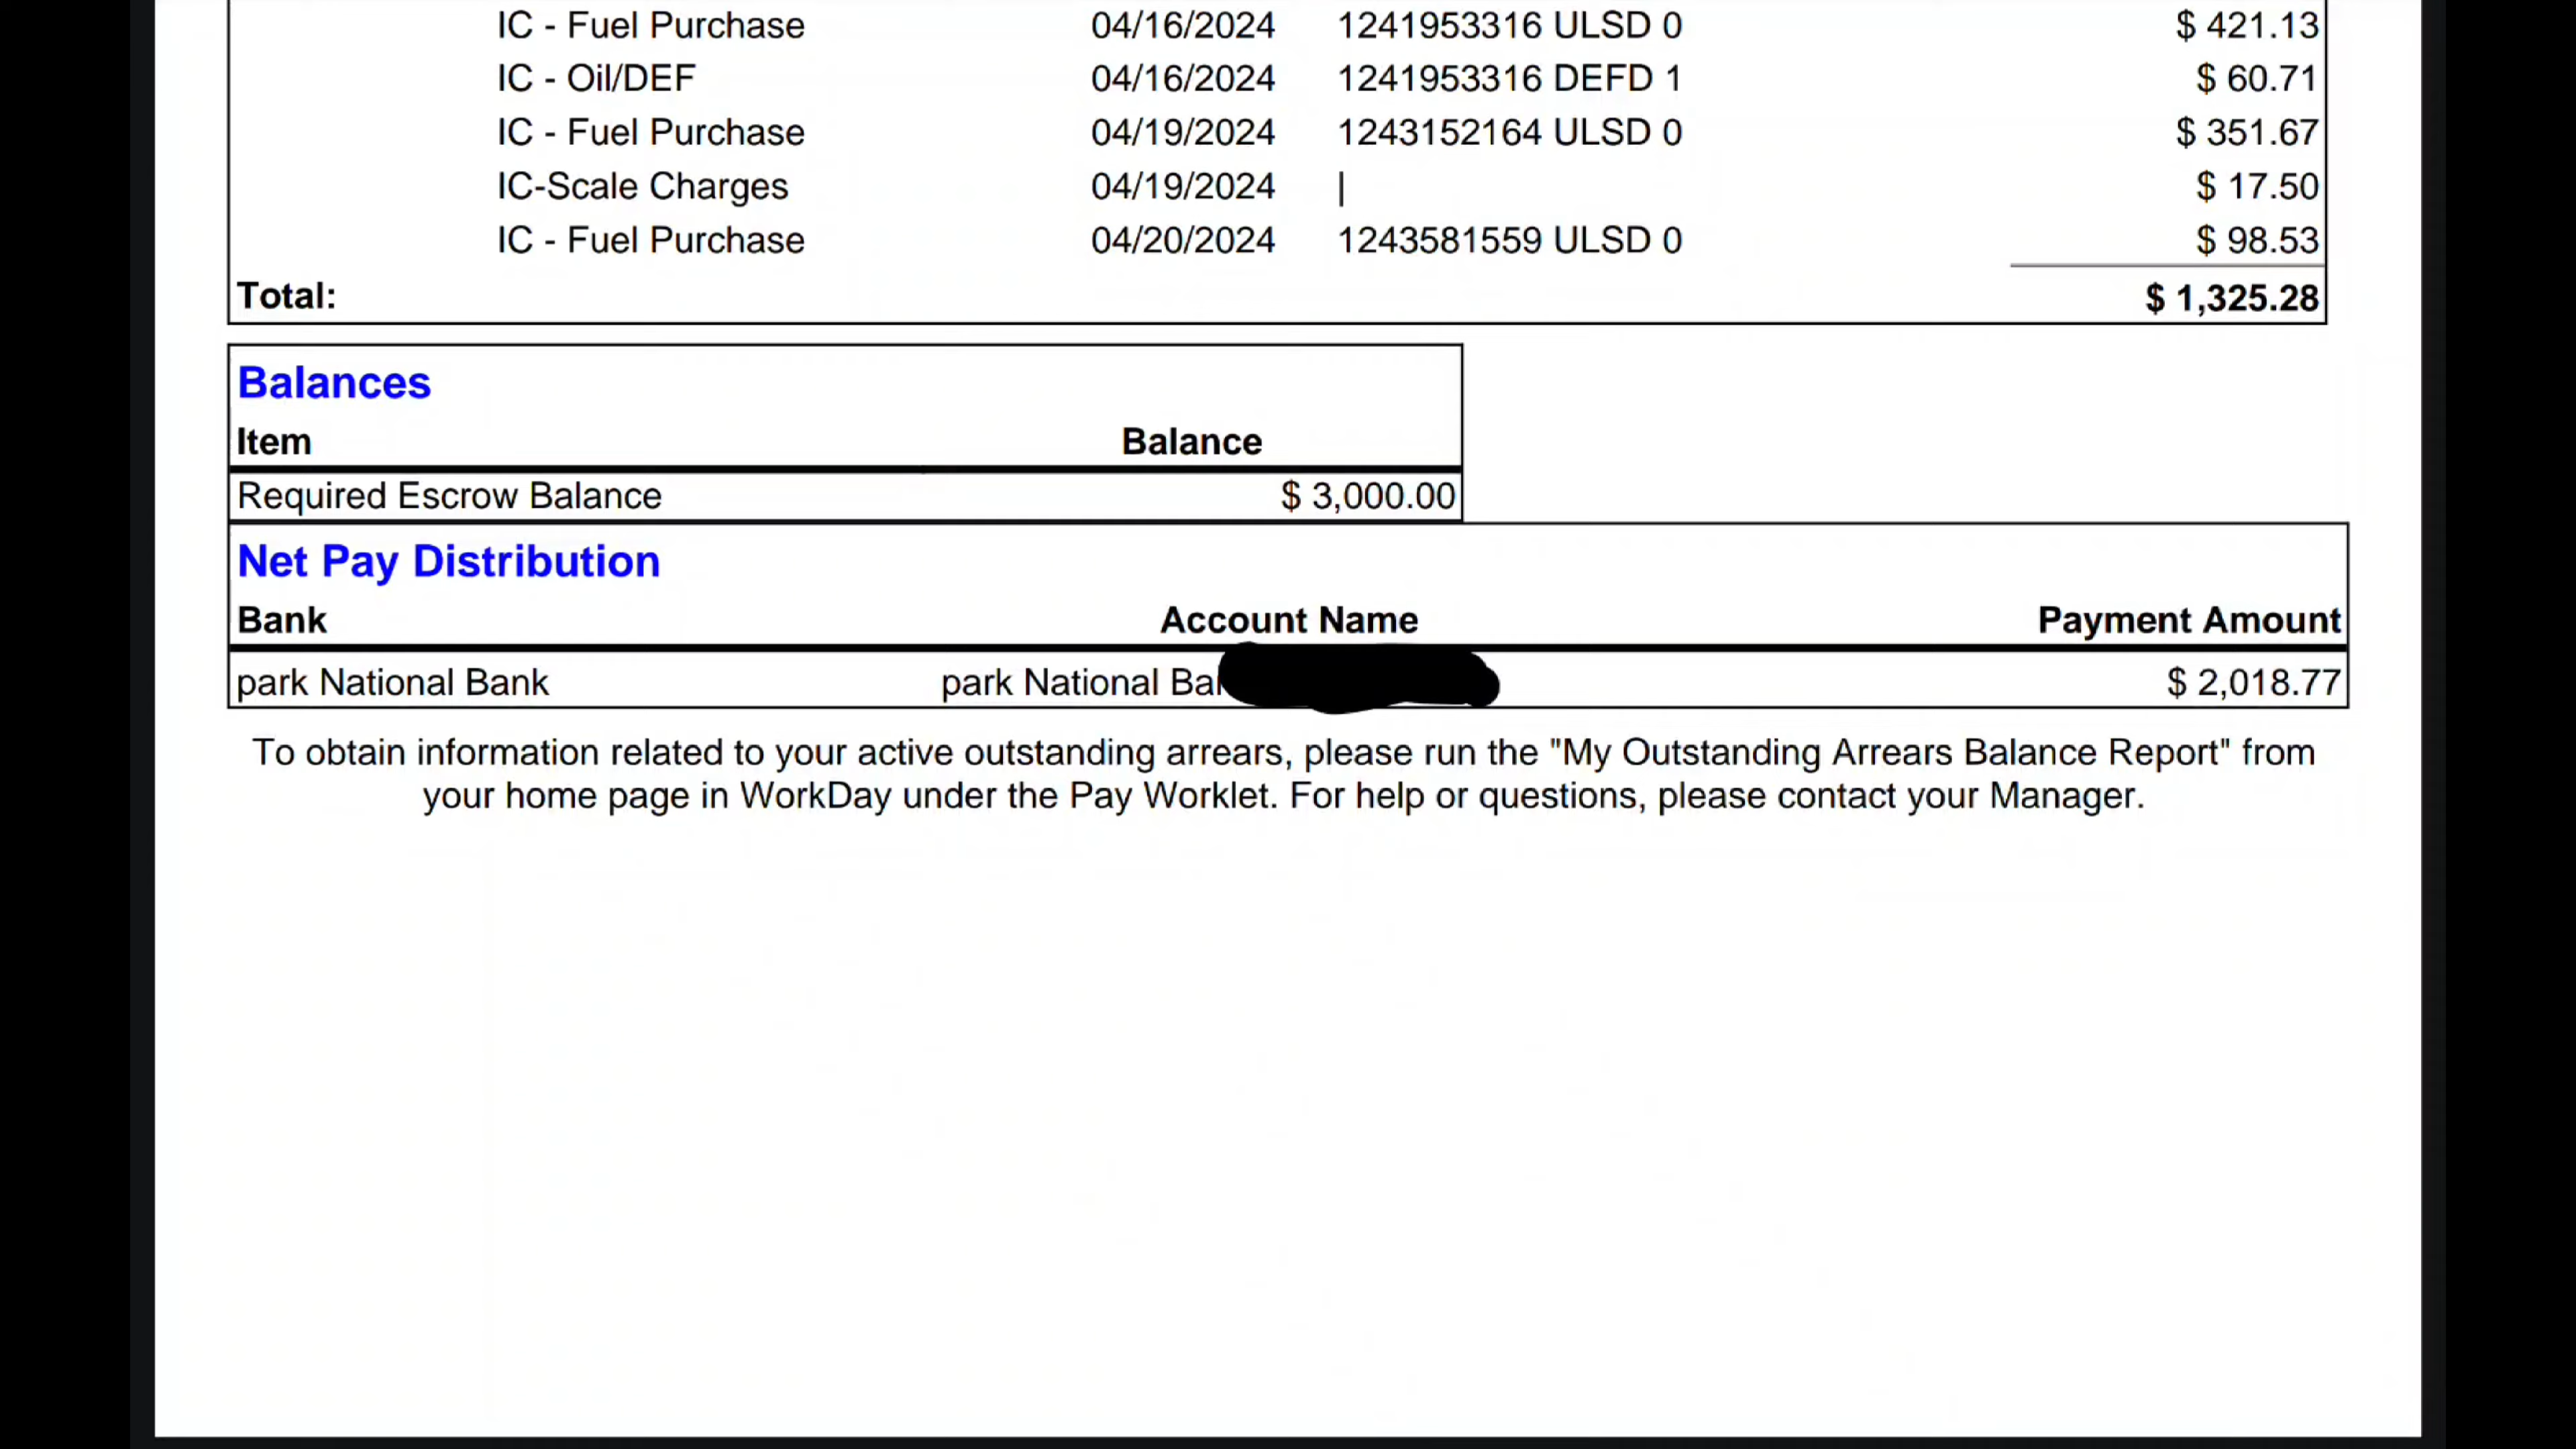 IC - Fuel Purchase 04/16/2024 1241953316 ULSD 0 $ 421.13
IC - Oil/DEF 04/16/2024 1241953316 DEFD 1 $ 60.71
IC - Fuel Purchase 04/19/2024 1243152164 ULSD 0 $ 351.67
IC-Scale Charges 04/19/2024 | $ 17.50
IC - Fuel Purchase 04/20/2024 1243581559 ULSD 0 $ 98.53
Total: $ 1,325.28
Balances
Item Balance
Required Escrow Balance $ 3,000.00
Net Pay Distribution
Bank Account Name Payment Amount
park National Bank park National $ 2,018.77
To obtain information related to your active outstanding arrears, please run the "My Outstanding Arrears Balance Report" from
your home page in WorkDay under the Pay Worklet. For help or questions, please contact your Manager.